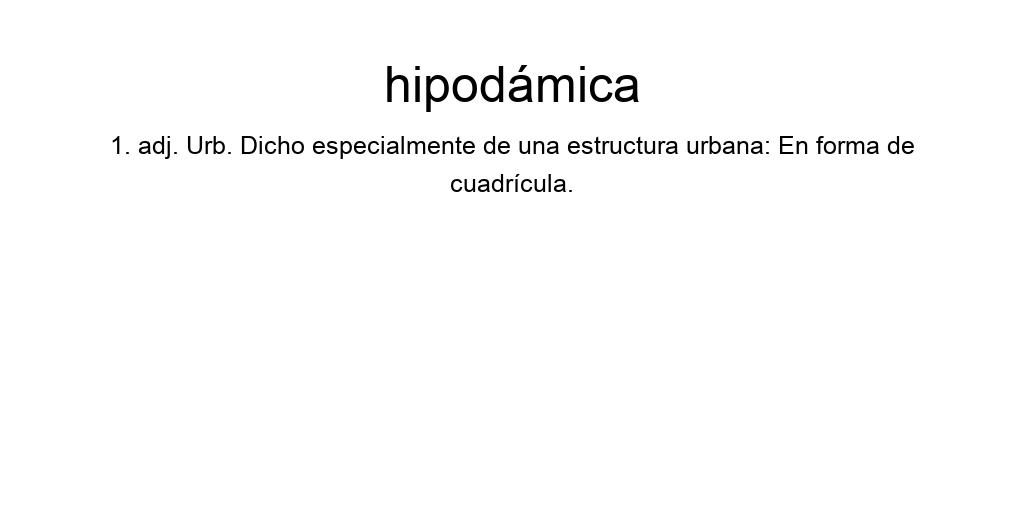 hipodámica
1. adj. Urb. Dicho especialmente de una estructura urbana: En forma de
cuadrícula.